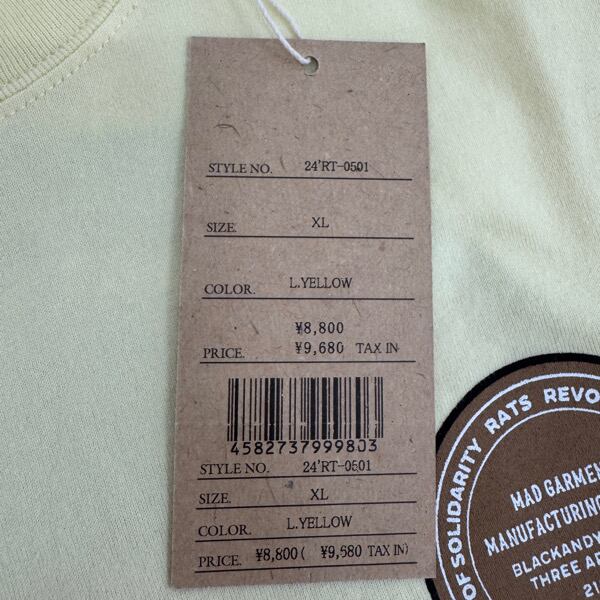 STYLE NO. 24'RT-0501
SIZE. XL
COLOR. L.YELLOW
¥8,800
PRICE. ¥9,680 TAX IN
4582737999803
STYLE NO. 24'RT-0501
SIZE. XL
COLOR. L.YELLOW
PRICE. ¥8,800( ¥9,680 TAX IN)
OF SOLIDARITY RATS REVO
MAD GARMEN
MANUFACTURING
BLACKANDY
THREE AR
21